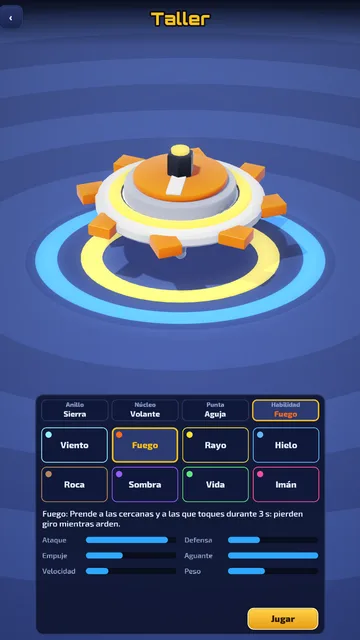 Taller
Anillo Núcleo Punta Habilidad
Sierra Volante Aguja Fuego
Viento Fuego Rayo Hielo
Roca Sombra Vida Imán
Fuego: Prende a las cercanas y a las que toques durante 3 s: pierden
giro mientras arden.
Ataque Defensa
Empuje Aguante
Velocidad Peso
Jugar